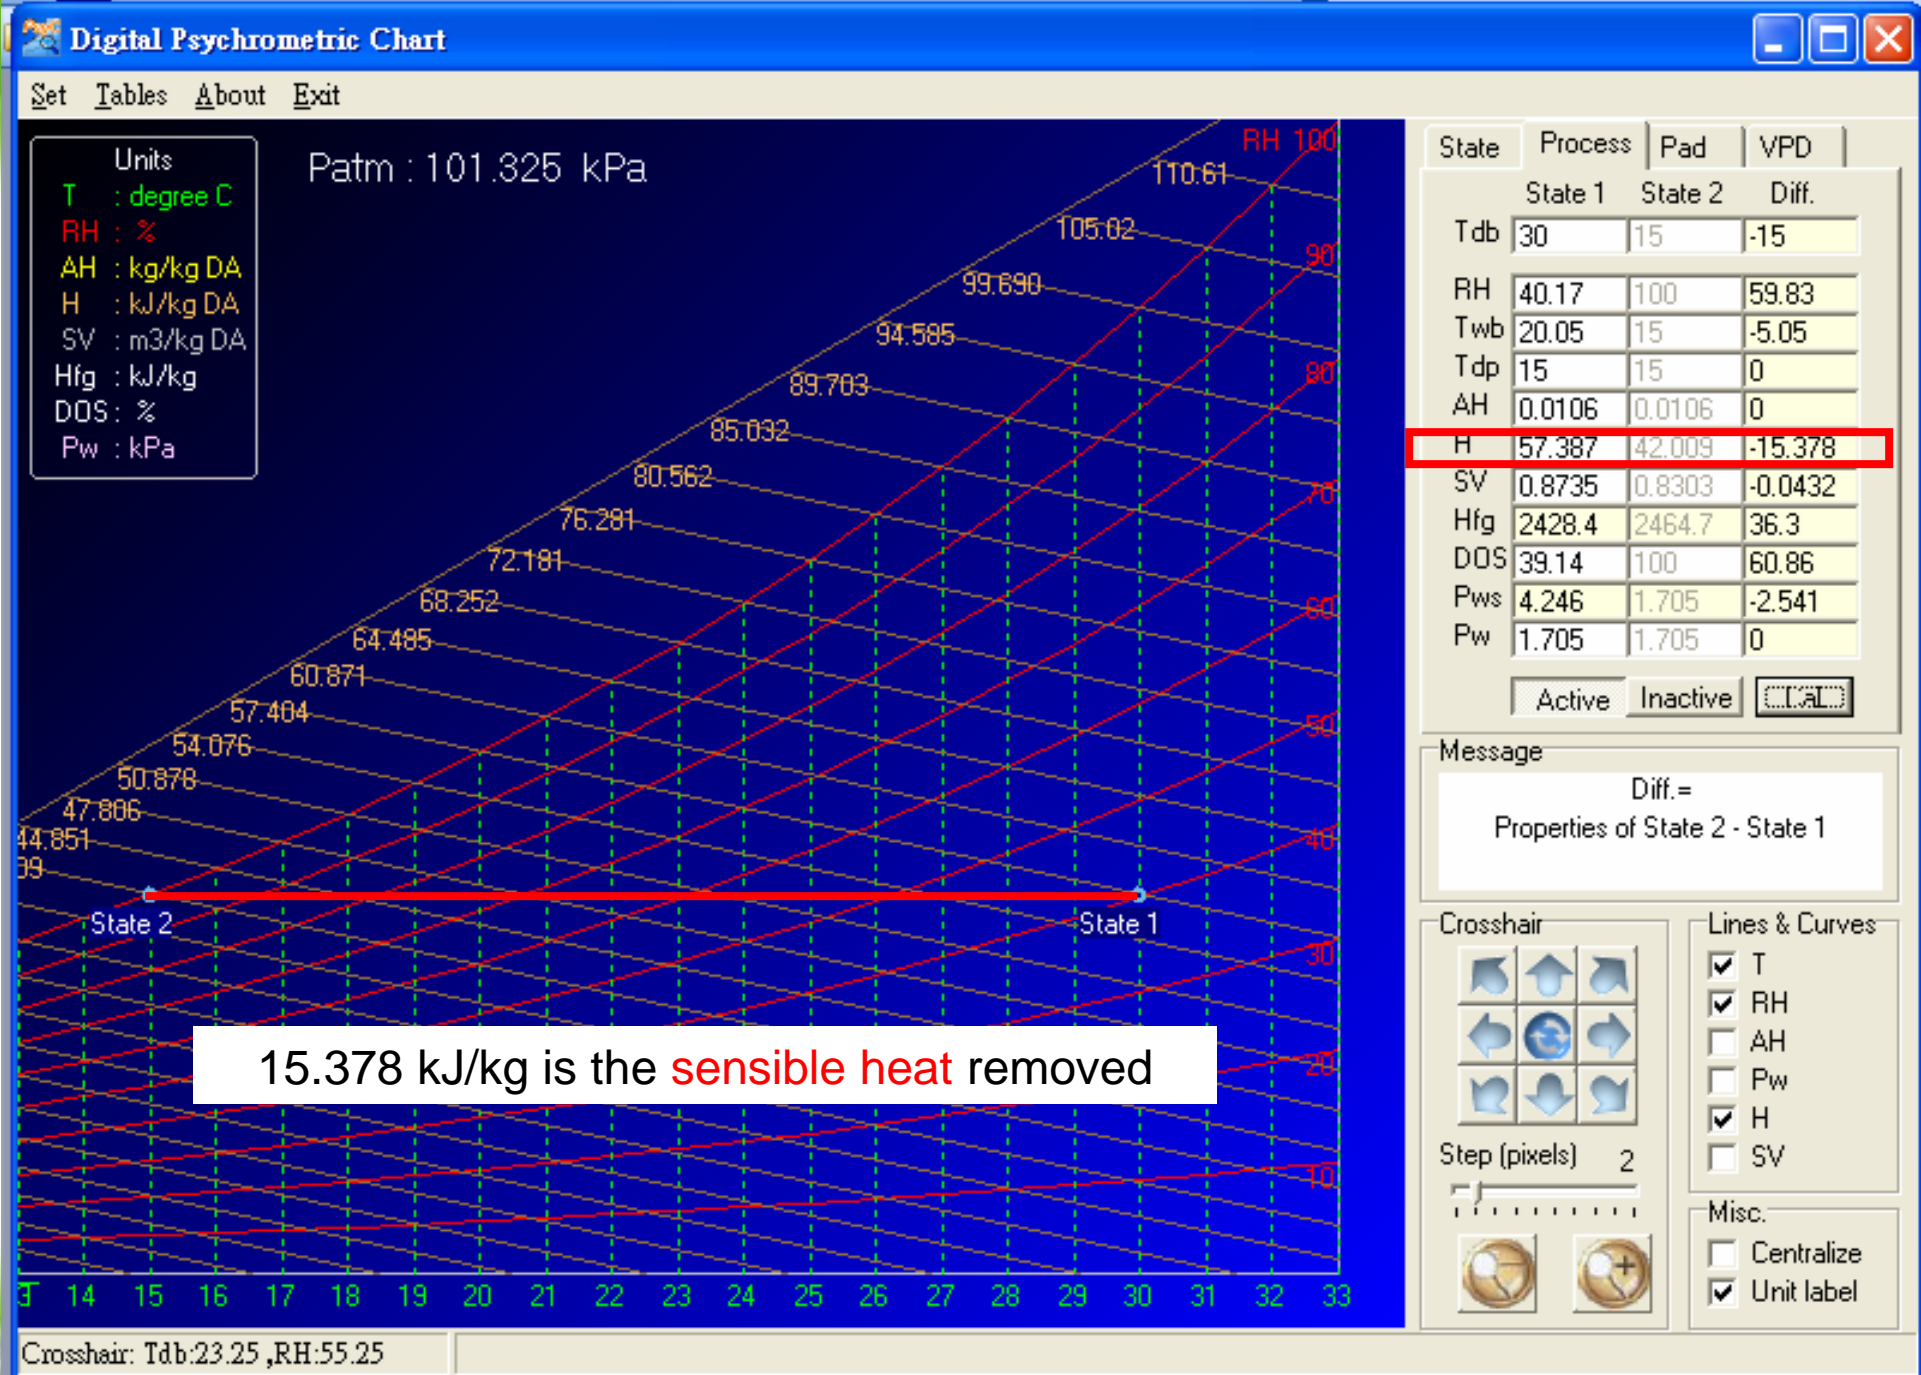 Digital Psychrometric Chart
Set Tables About Exit
Units
T : degree C
RH : %
AH : kg/kg DA
H : kJ/kg DA
SV : m3/kg DA
Hfg : kJ/kg
DOS : %
Pw : kPa
Patm : 101.325 kPa
RH 100
110.61
105.02
90
99.690
94.585
89.703
80
85.032
80.562
70
76.281
72.181
68.252
60
64.485
60.871
57.404
50
54.076
50.878
47.806
44.851
40
09
State 2
State 1
30
15.378 kJ/kg is the sensible heat removed
20
10
14 15 16 17 18 19 20 21 22 23 24 25 26 27 28 29 30 31 32 33
Crosshair: Tdb:23.25 ,RH:55.25
State Process Pad VPD
State 1 State 2 Diff.
Tdb 30 15 -15
RH 40.17 100 59.83
Twb 20.05 15 -5.05
Tdp 15 15 0
AH 0.0106 0.0106 0
H 57.387 42.009 -15.378
SV 0.8735 0.8303 -0.0432
Hfg 2428.4 2464.7 36.3
DOS 39.14 100 60.86
Pws 4.246 1.705 -2.541
Pw 1.705 1.705 0
Active Inactive Cal
Message
Diff.=
Properties of State 2 - State 1
Crosshair
Step (pixels) 2
Lines & Curves
T
RH
AH
Pw
H
SV
Misc.
Centralize
Unit label